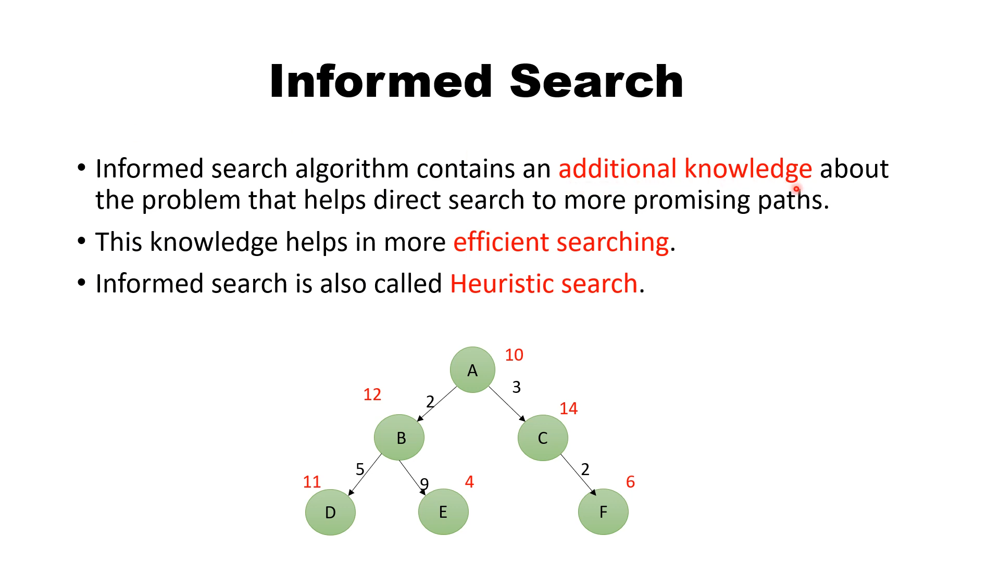 Informed Search
• Informed search algorithm contains an additional knowledge about
the problem that helps direct search to more promising paths.
• This knowledge helps in more efficient searching.
• Informed search is also called Heuristic search.
A 10
3
12 2
14
B C
5 2
11 9 4 6
D E F